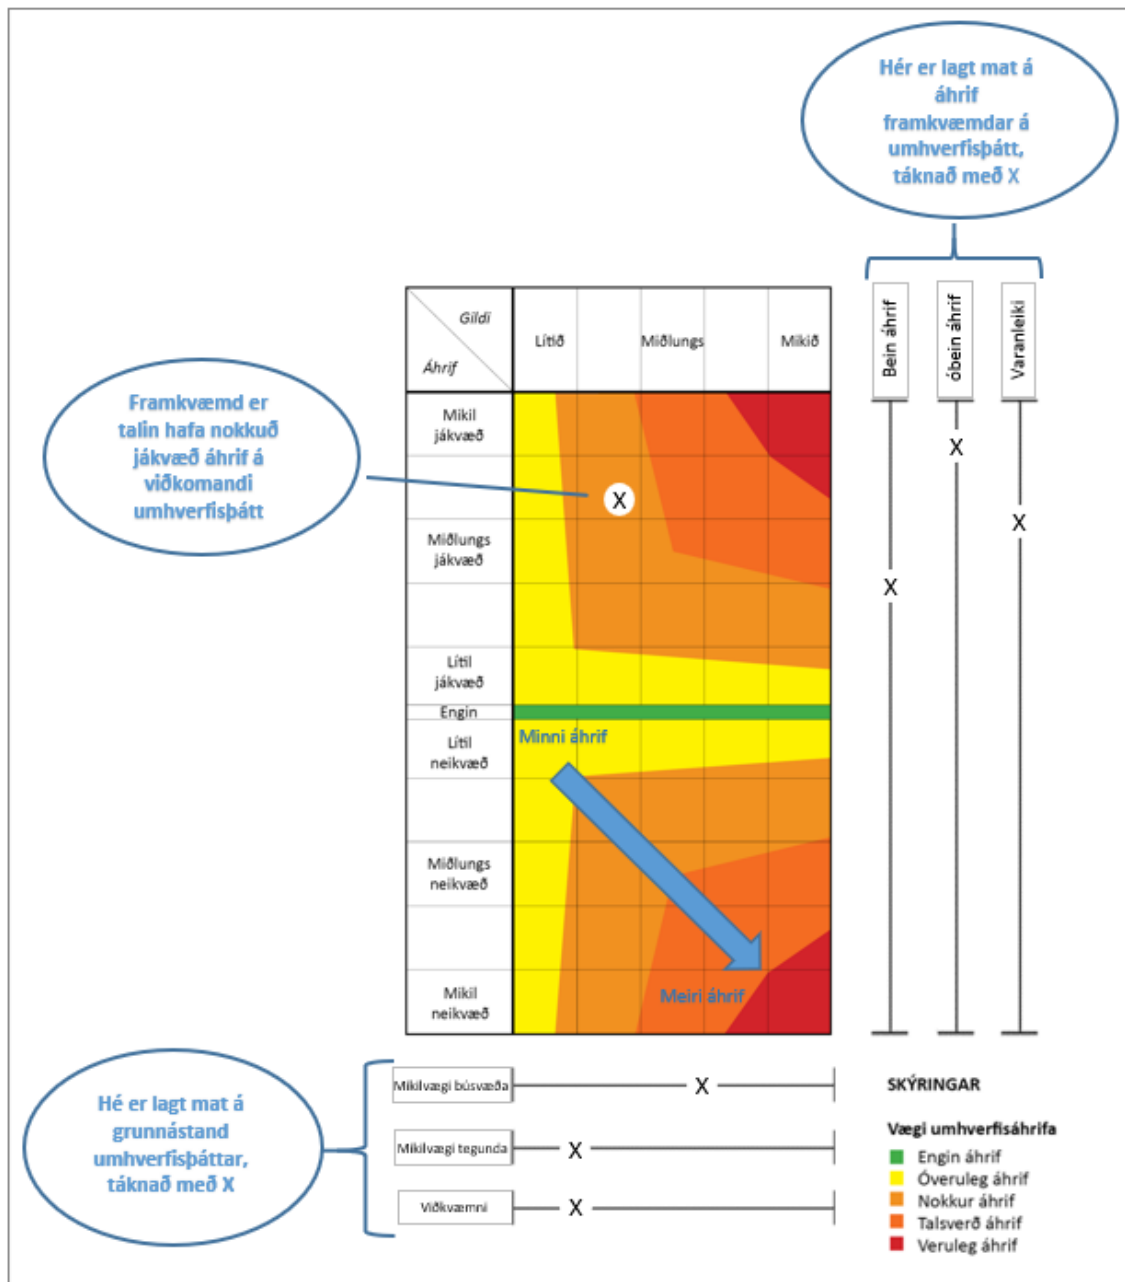 Hér er lagt mat á
áhrif
framkvæmdar á
umhverfisþátt,
táknað með X
Bein áhrif
óbein áhrif
Varanleiki
Gildi
Áhrif
Lítið
Miðlungs
Mikið
Framkvæmd er
talin hafa nokkuð
jákvæð áhrif á
viðkomandi
umhverfisþátt
Mikil
jákvæð
X
X
X
X
Miðlungs
jákvæð
Lítil
jákvæð
Engin
Lítil
neikvæð
Minni áhrif
Miðlungs
neikvæð
Meiri áhrif
Mikil
neikvæð
Hé er lagt mat á
grunnástand
umhverfisþáttar,
táknað með X
Mikilvægi búsvæða
X
Mikilvægi tegunda
X
Viðkvæmni
X
SKÝRINGAR
Vægi umhverfisáhrifa
Engin áhrif
Óveruleg áhrif
Nokkur áhrif
Talsverð áhrif
Veruleg áhrif